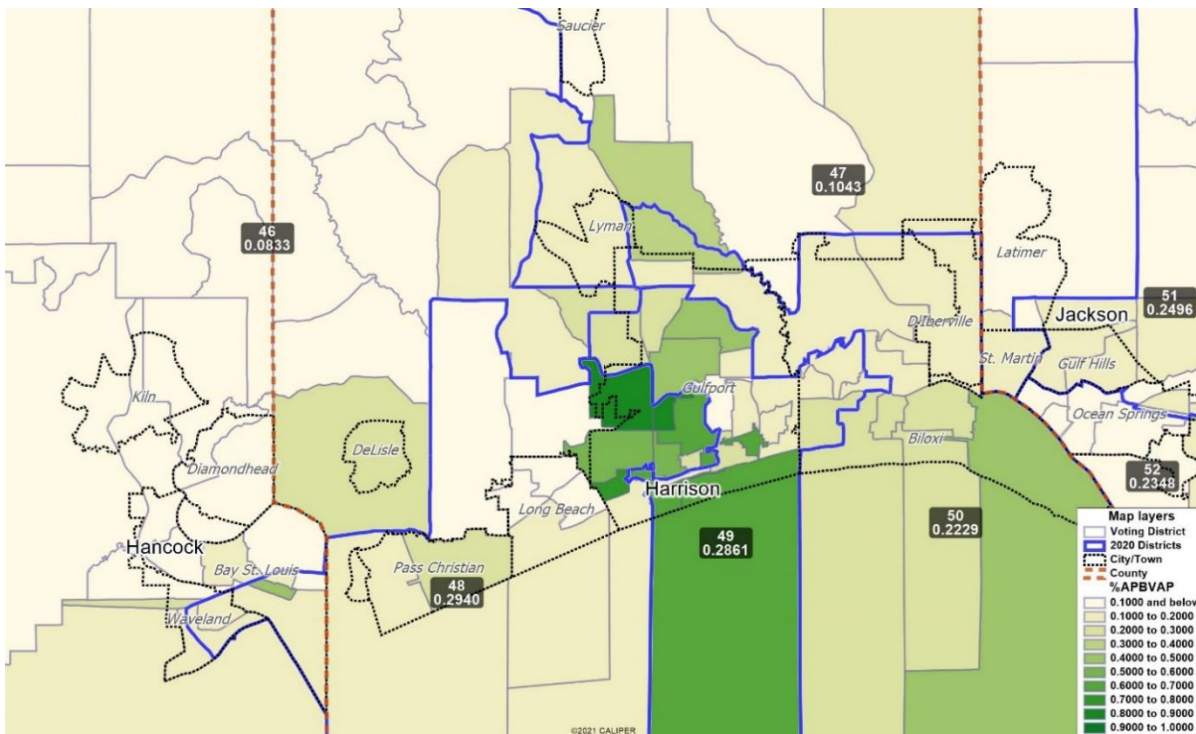 Saucier
47
0.1043
46
0.0833
Lyman
Latimer
51
0.2496
Jackson
D'Iberville
St. Martin
Gulf Hills
Kiln
Gulfport
Ocean Springs
DeLisle
Biloxi
Diamondhead
52
0.2348
Long Beach
Harrison
50
0.2229
49
0.2861
Hancock
Bay St. Louis
Pass Christian
48
0.2940
Waveland
Map layers
Voting District
2020 Districts
City/Town
County
%APBVAP
0.1000 and below
0.1000 to 0.2000
0.2000 to 0.3000
0.3000 to 0.4000
0.4000 to 0.5000
0.5000 to 0.6000
0.6000 to 0.7000
0.7000 to 0.8000
0.8000 to 0.9000
0.9000 to 1.0000
©2021 CALIPER